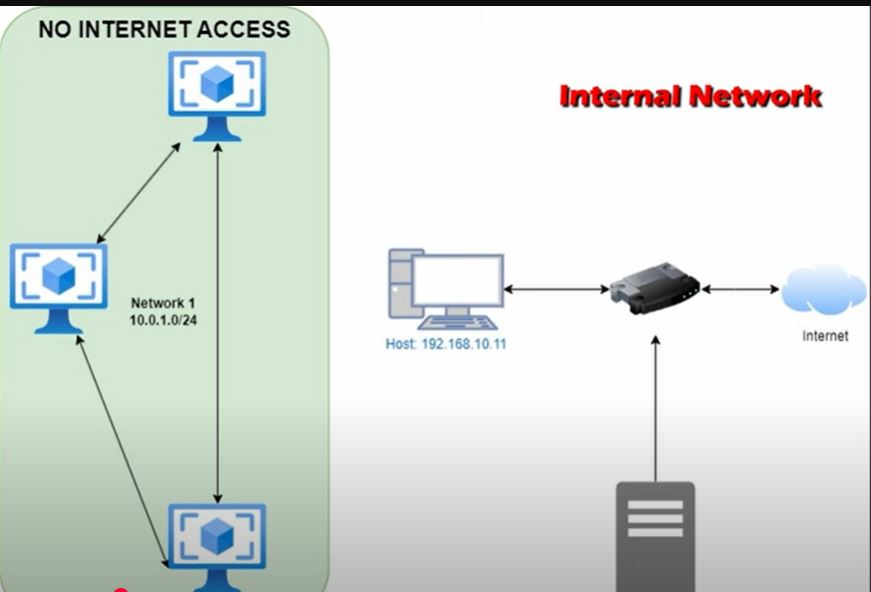 NO INTERNET ACCESS
Internal Network
Network 1
10.0.1.0/24
Host: 192.168.10.11
Internet